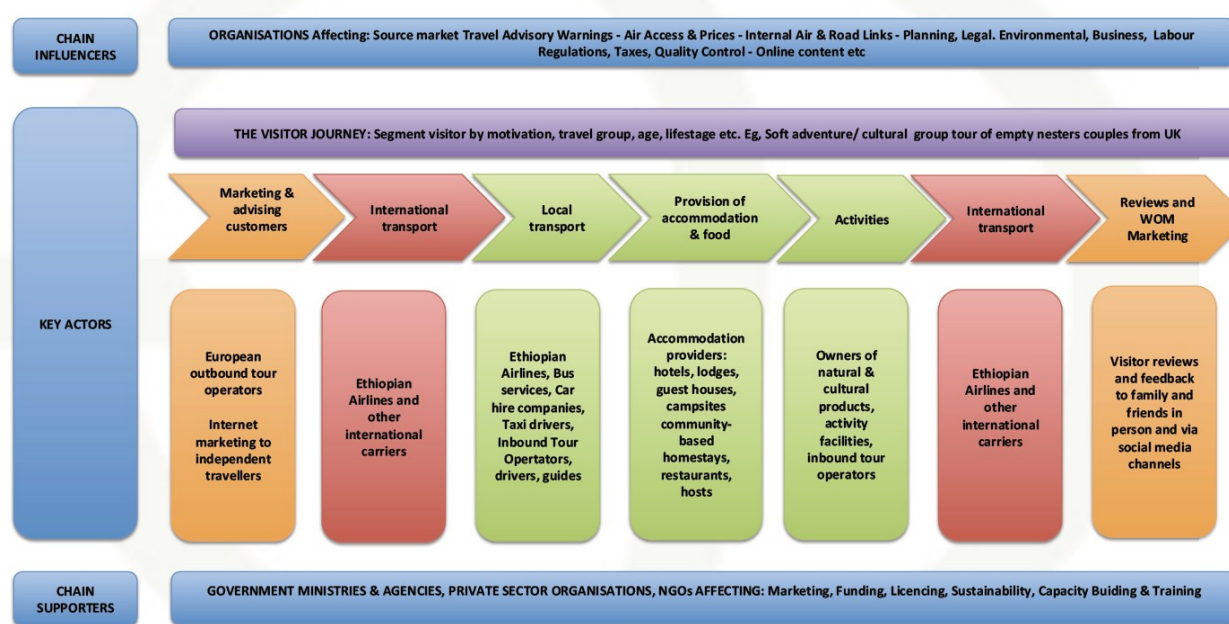 CHAIN
INFLUENCERS
ORGANISATIONS Affecting: Source market Travel Advisory Warnings - Air Access & Prices - Internal Air & Road Links - Planning, Legal. Environmental, Business, Labour
Regulations, Taxes, Quality Control - Online content etc
THE VISITOR JOURNEY: Segment visitor by motivation, travel group, age, lifestage etc. Eg, Soft adventure/ cultural group tour of empty nesters couples from UK
Marketing &
advising
customers
International
transport
Local
transport
Provision of
accommodation
& food
Activities
International
transport
Reviews and
WOM
Marketing
KEY ACTORS
European
outbound tour
operators
Internet
marketing to
independent
travellers
Ethiopian
Airlines and
other
international
carriers
Ethiopian
Airlines, Bus
services, Car
hire companies,
Taxi drivers,
Inbound Tour
Opertators,
drivers, guides
Accommodation
providers:
hotels, lodges,
guest houses,
campsites
community-
based
homestays,
restaurants,
hosts
Owners of
natural &
cultural
products,
activity
facilities,
inbound tour
operators
Ethiopian
Airlines and
other
international
carriers
Visitor reviews
and feedback
to family and
friends in
person and via
social media
channels
CHAIN
SUPPORTERS
GOVERNMENT MINISTRIES & AGENCIES, PRIVATE SECTOR ORGANISATIONS, NGOs AFFECTING: Marketing, Funding, Licencing, Sustainability, Capacity Buiding & Training